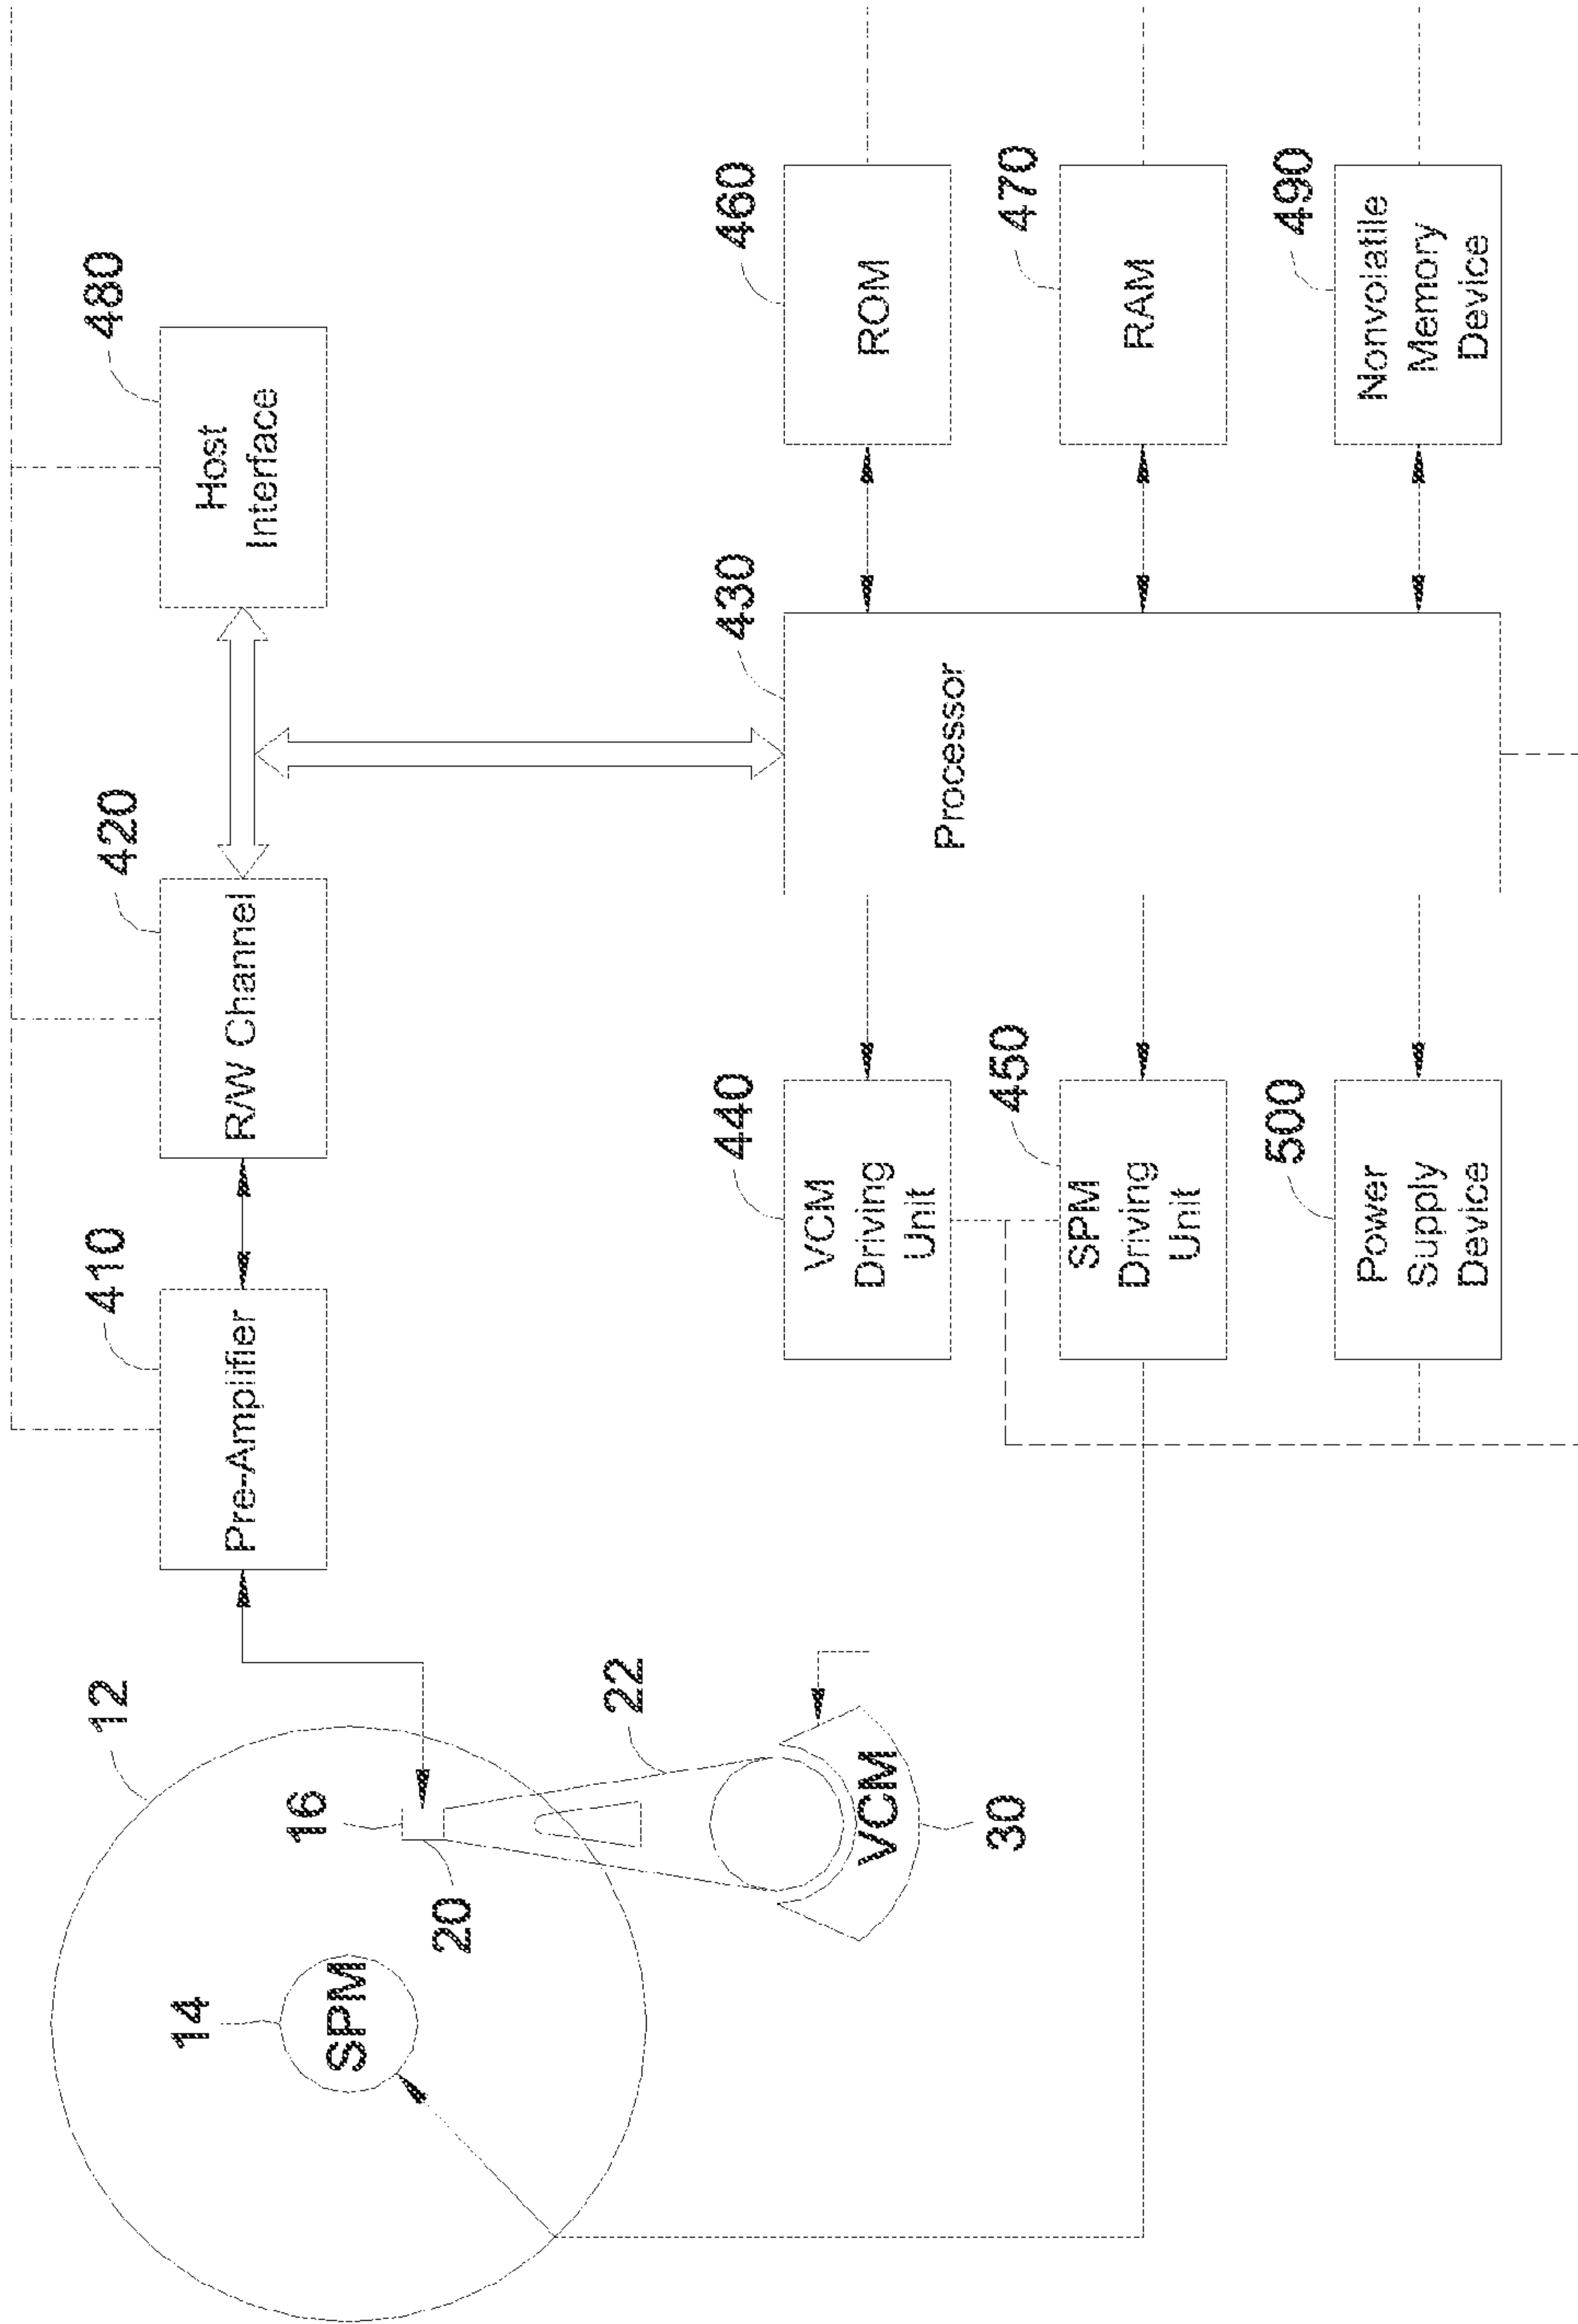 12
14
SPM
16
20
22
VCM
30
410
Pre-Amplifier
420
R/W Channel
480
Host
Interface
430
Processor
440
VCM
Driving
Unit
450
SPM
Driving
Unit
500
Power
Supply
Device
460
ROM
470
RAM
490
Nonvolatile
Memory
Device